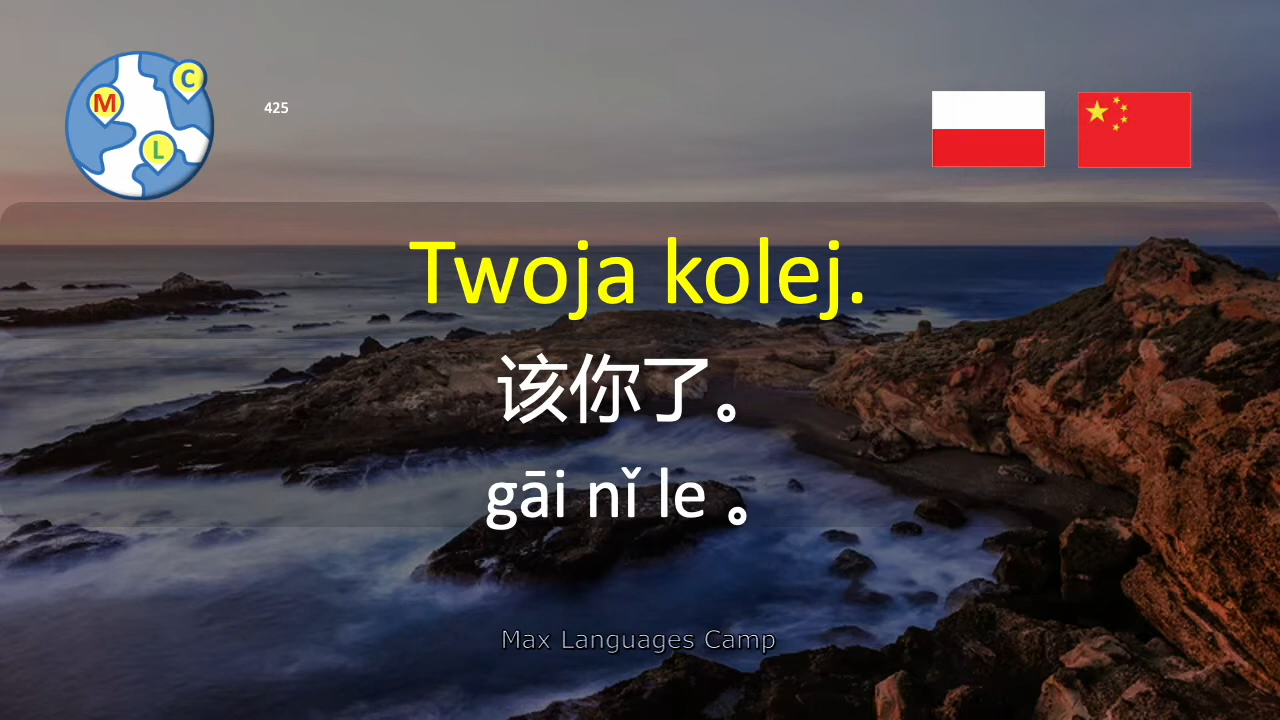 C
M
L
425
Twoja kolej.
该你了。
gāi nǐ le 。
Max Languages Camp